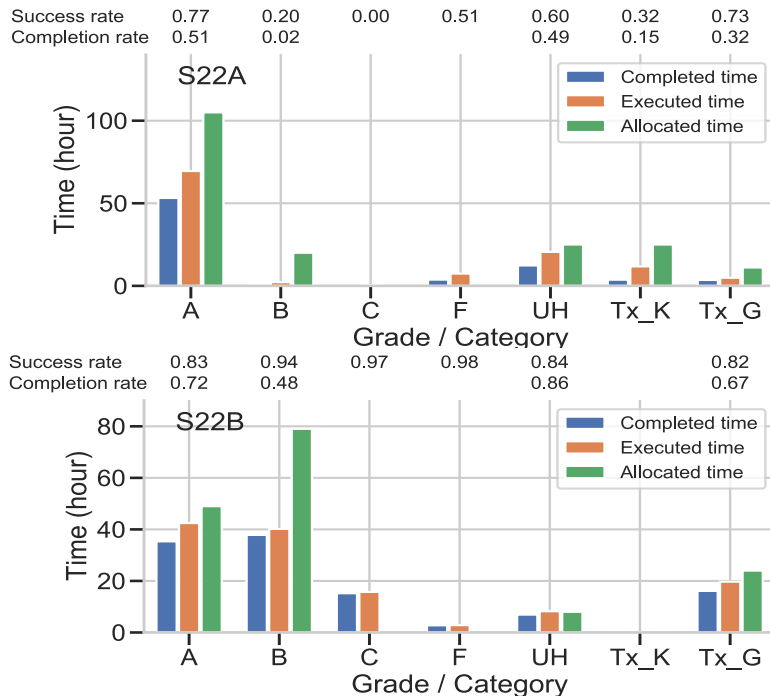 Success rate 0.77 0.20 0.00 0.51 0.60 0.32 0.73
Completion rate 0.51 0.02 0.49 0.15 0.32
S22A
Completed time
Executed time
Allocated time
Time (hour)
100
50
0
A B C F UH Tx_K Tx_G
Grade / Category
Success rate 0.83 0.94 0.97 0.98 0.84 0.82
Completion rate 0.72 0.48 0.86 0.67
S22B
Completed time
Executed time
Allocated time
Time (hour)
80
60
40
20
0
A B C F UH Tx_K Tx_G
Grade / Category